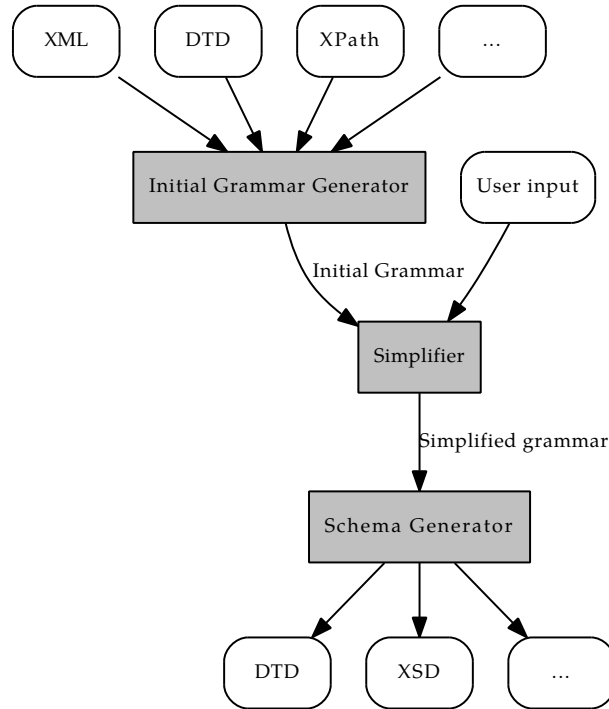 XML
DTD
XPath
...
Initial Grammar Generator
User input
Initial Grammar
Simplifier
Simplified grammar
Schema Generator
DTD
XSD
...